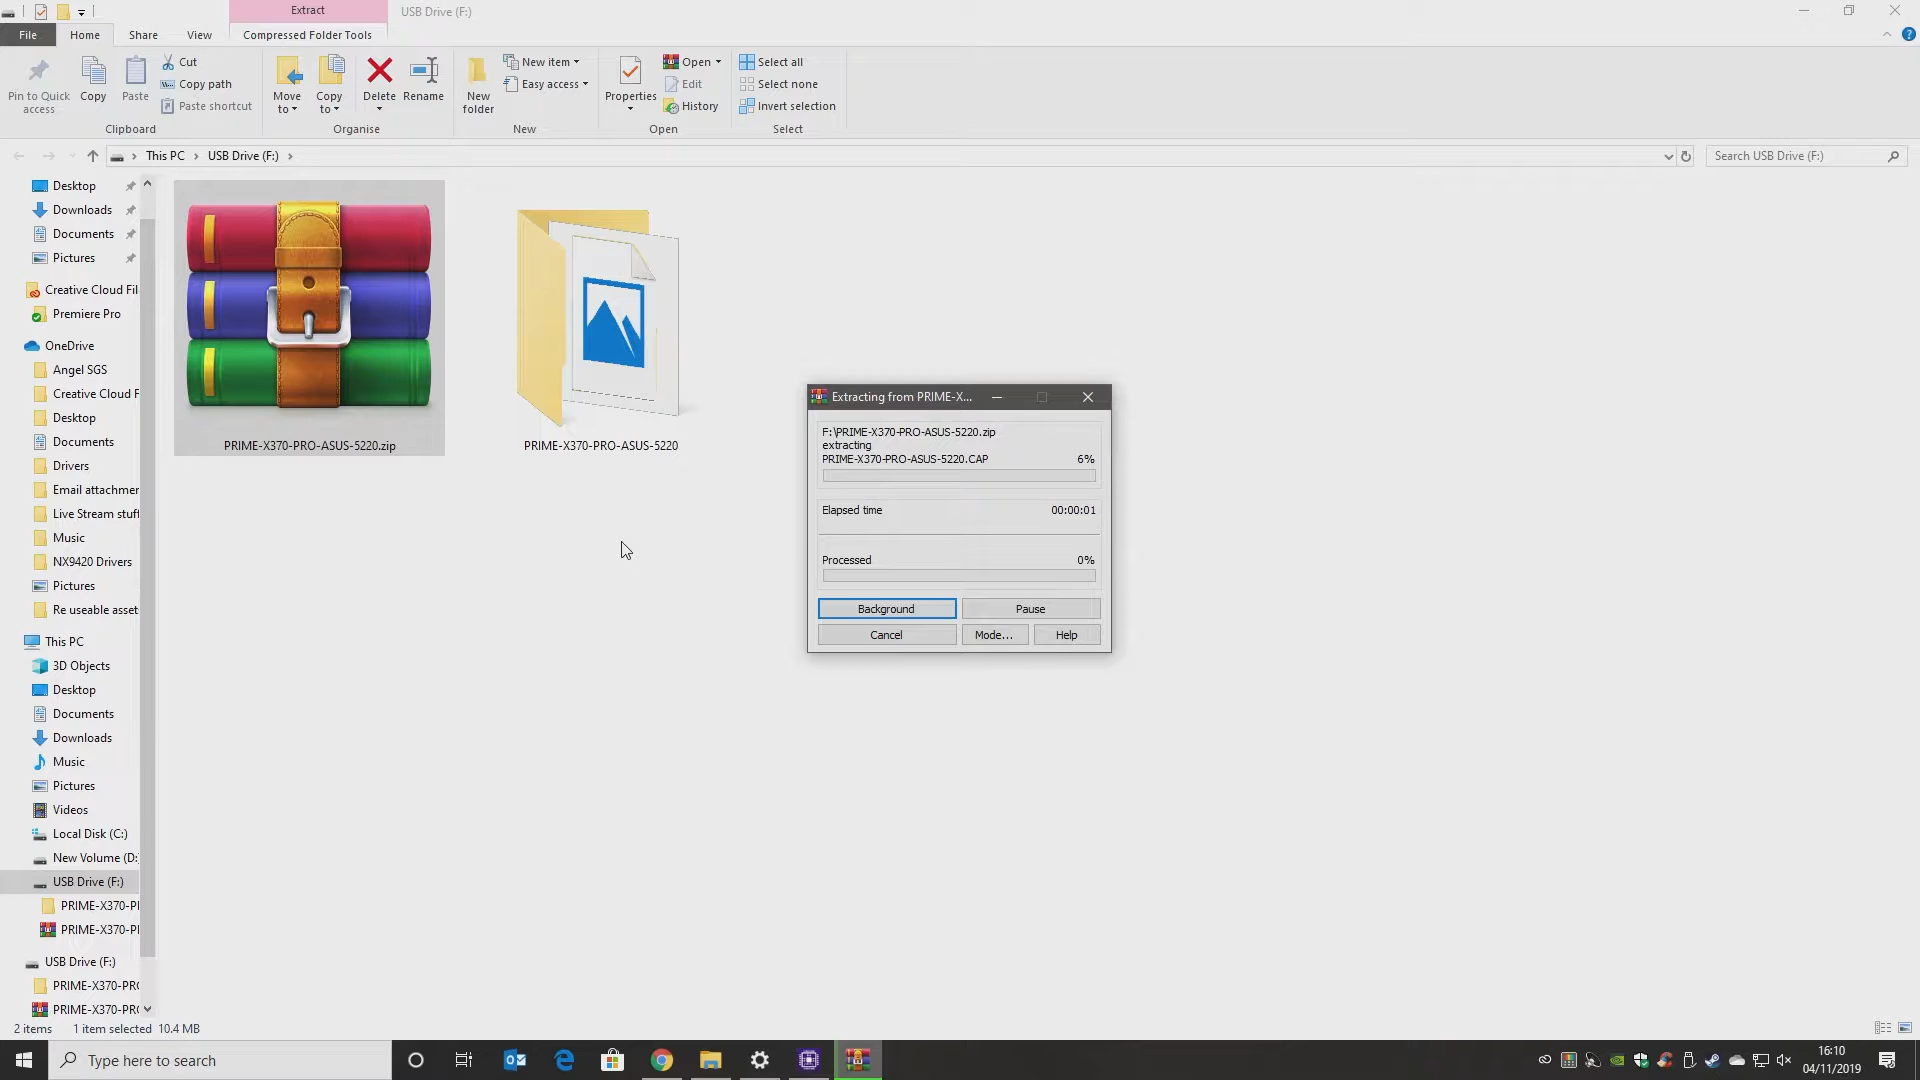 Extract
USB Drive (F:)
File
Home
Share
View
Compressed Folder Tools
Pin to Quick
access
Copy
Paste
Cut
Copy path
Paste shortcut
Clipboard
Move
to
Copy
to
Delete
Rename
Organise
New
folder
New item
Easy access
New
Properties
Open
Edit
History
Open
Select all
Select none
Invert selection
Select
This PC
USB Drive (F:)
Search USB Drive (F:)
Desktop
Downloads
Documents
Pictures
Creative Cloud Fil
Premiere Pro
OneDrive
Angel SGS
Creative Cloud F
Desktop
Documents
Drivers
Email attachmer
Live Stream stuff
Music
NX9420 Drivers
Pictures
Re useable asset
This PC
3D Objects
Desktop
Documents
Downloads
Music
Pictures
Videos
Local Disk (C:)
New Volume (D:
USB Drive (F:)
PRIME-X370-P
PRIME-X370-P
USB Drive (F:)
PRIME-X370-PR
PRIME-X370-PR
PRIME-X370-PRO-ASUS-5220.zip
PRIME-X370-PRO-ASUS-5220
Extracting from PRIME-X...
F:\PRIME-X370-PRO-ASUS-5220.zip
extracting
PRIME-X370-PRO-ASUS-5220.CAP 6%
Elapsed time 00:00:01
Processed 0%
Background
Pause
Cancel
Mode...
Help
2 items 1 item selected 10.4 MB
Type here to search
16:10
04/11/2019